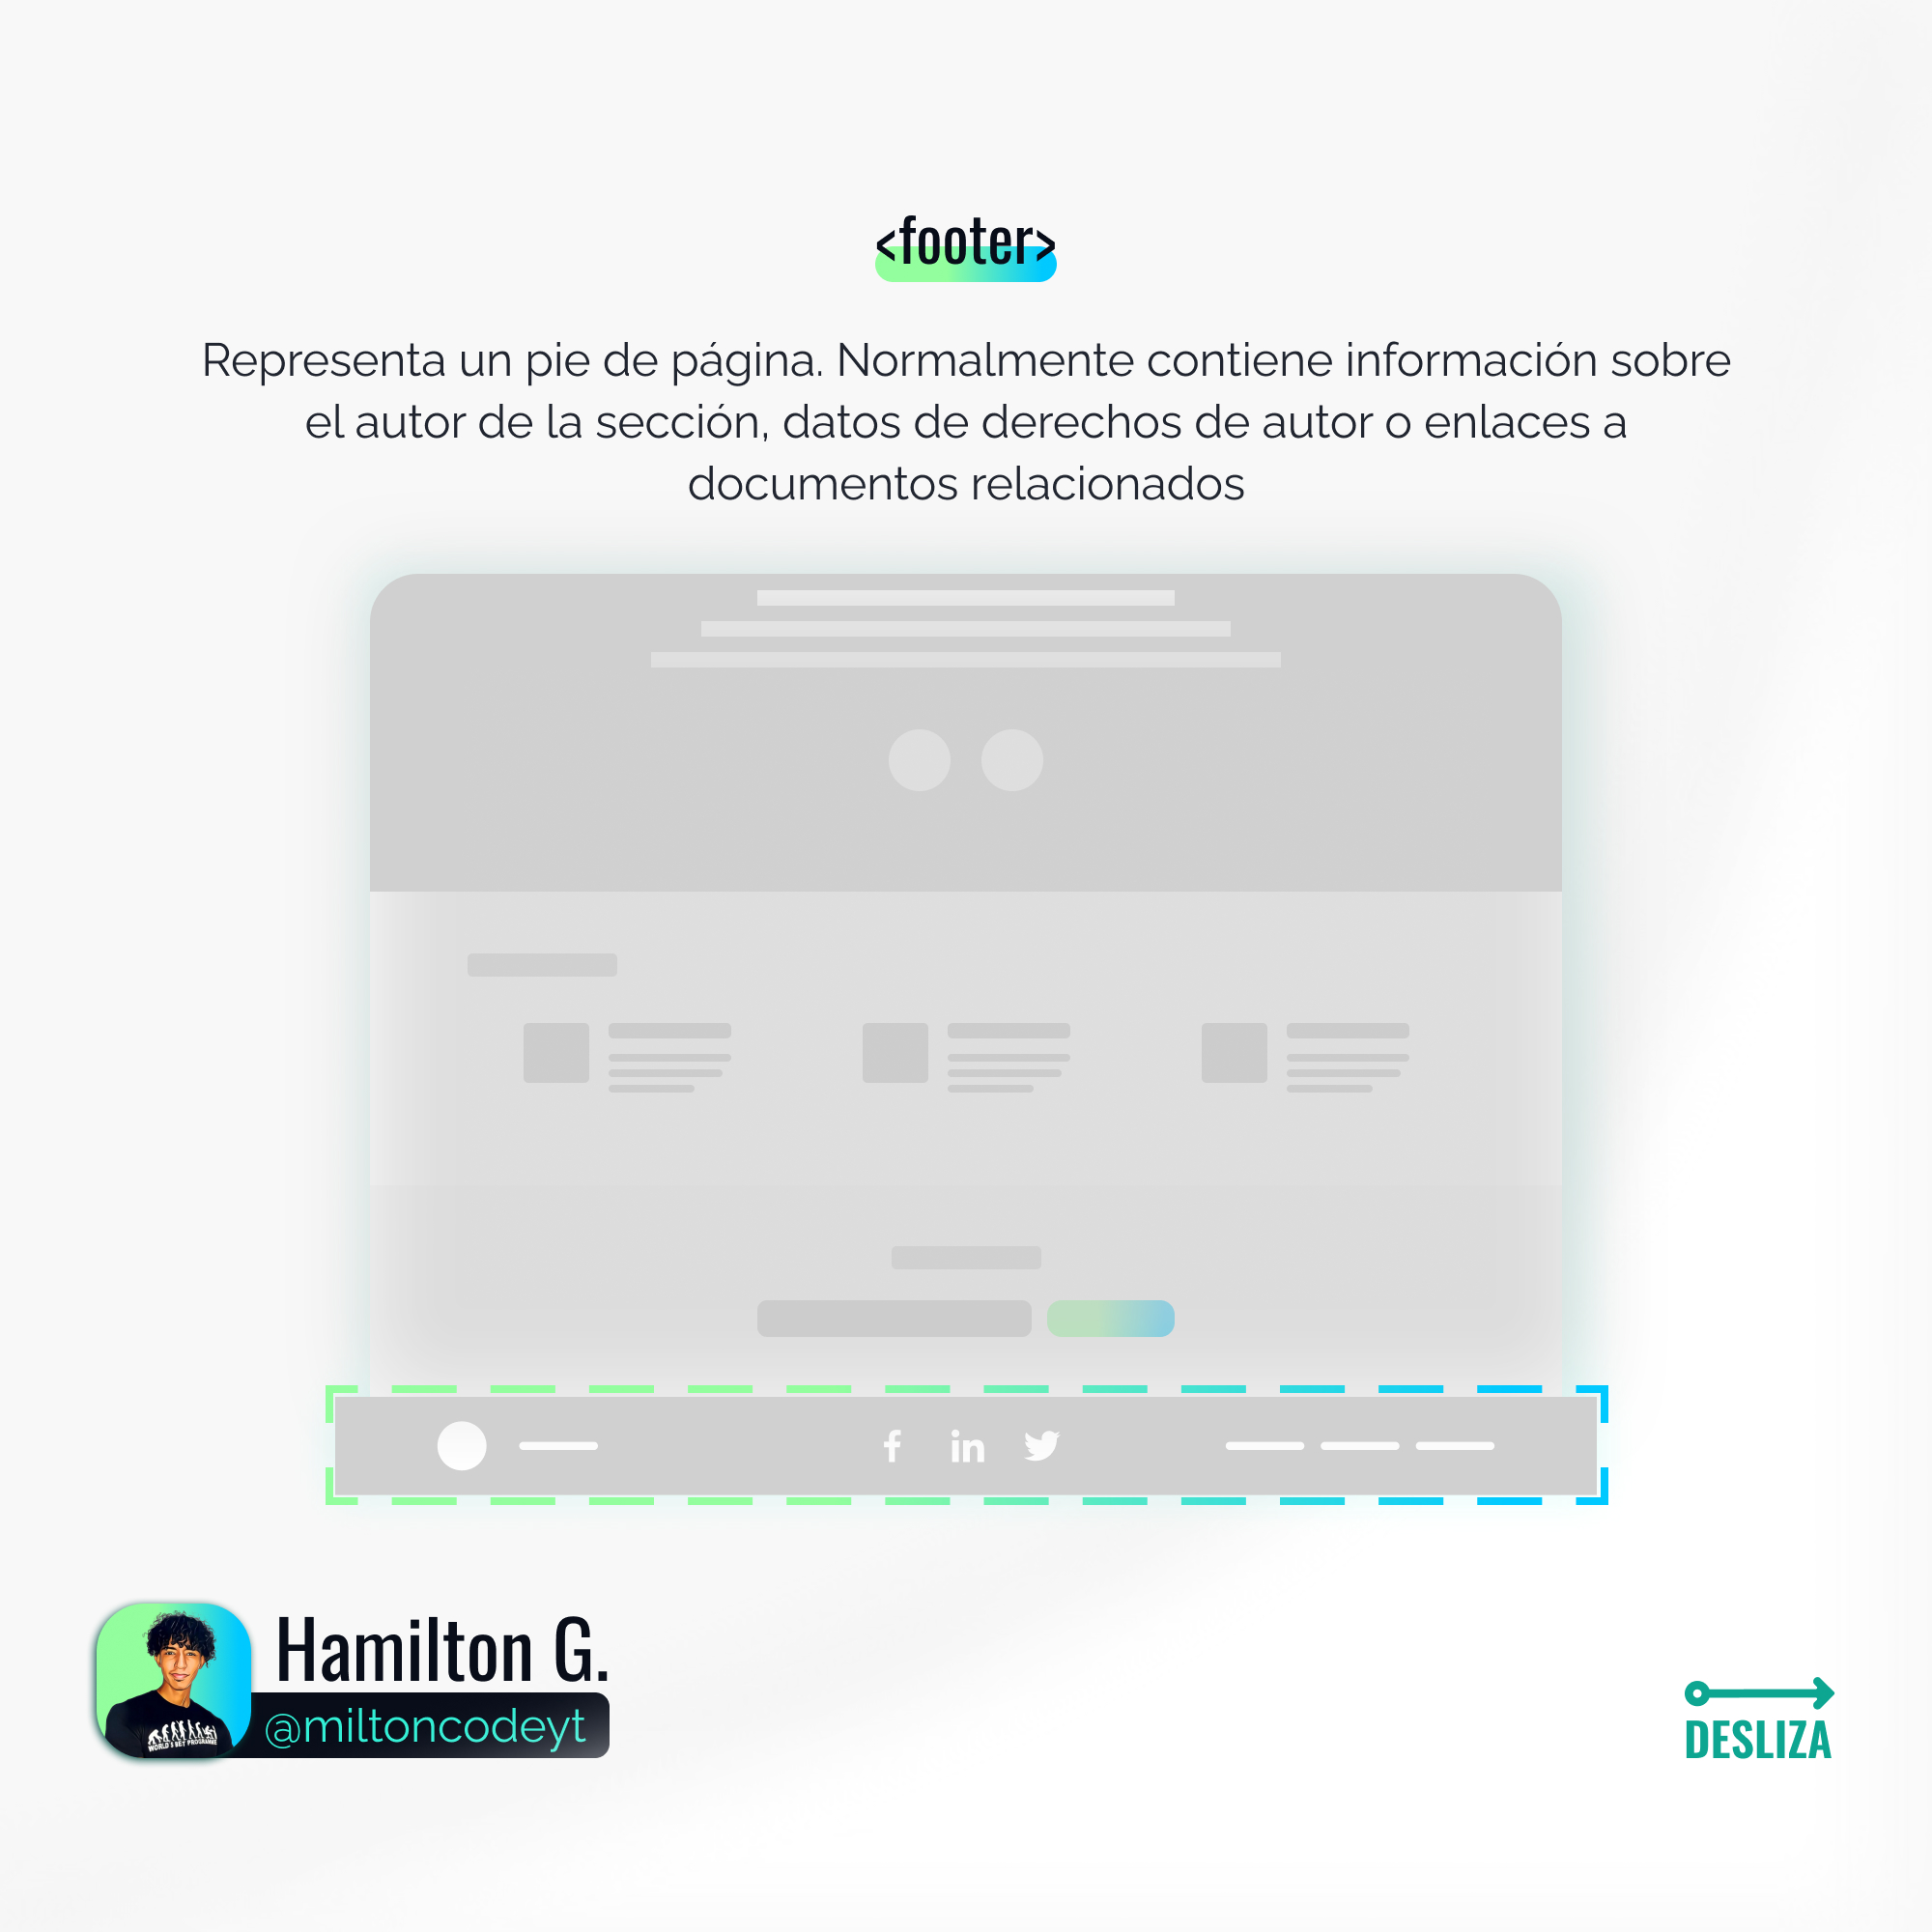 <footer>
Representa un pie de página. Normalmente contiene información sobre
el autor de la sección, datos de derechos de autor o enlaces a
documentos relacionados
f in
Hamilton G.
@miltoncodeyt
DESLIZA